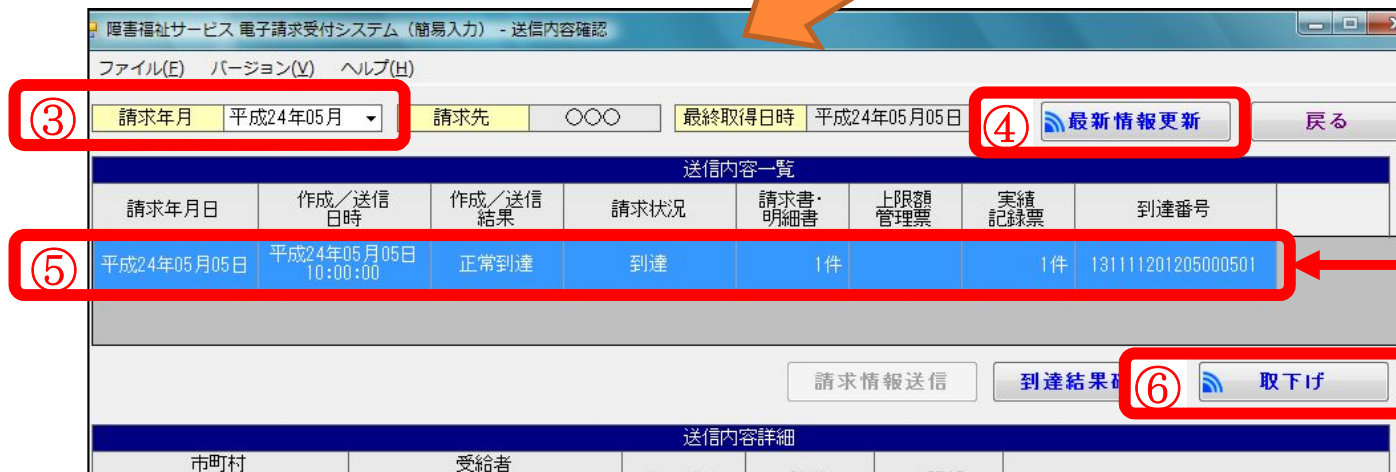 障害福祉サービス 電子請求受付システム（簡易入力） - 送信内容確認
ファイル(F) バージョン(V) ヘルプ(H)
③ 請求年月 平成24年05月 請求先 ○○○ 最終取得日時 平成24年05月05日 ④ 最新情報更新 戻る
送信内容一覧
請求年月日 作成／送信日時 作成／送信結果 請求状況 請求書・明細書 上限額管理票 実績記録票 到達番号
⑤ 平成24年05月05日 平成24年05月05日 10:00:00 正常到達 到達 1件 1件 131111201205000501
請求情報送信 到達結果 ⑥ 取下げ
送信内容詳細
市町村 受給者